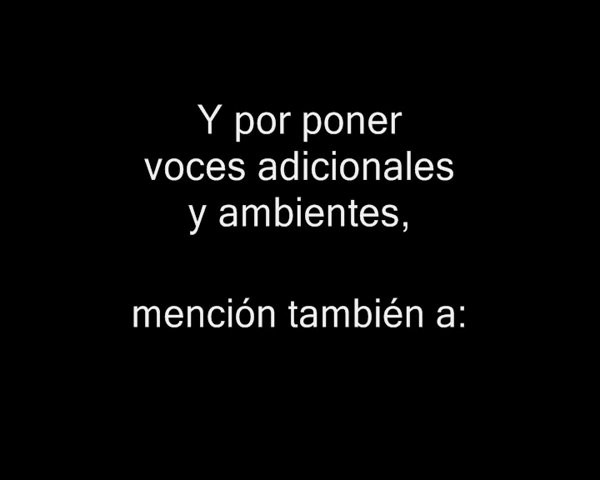 Y por poner
voces adicionales
y ambientes,
mención también a: